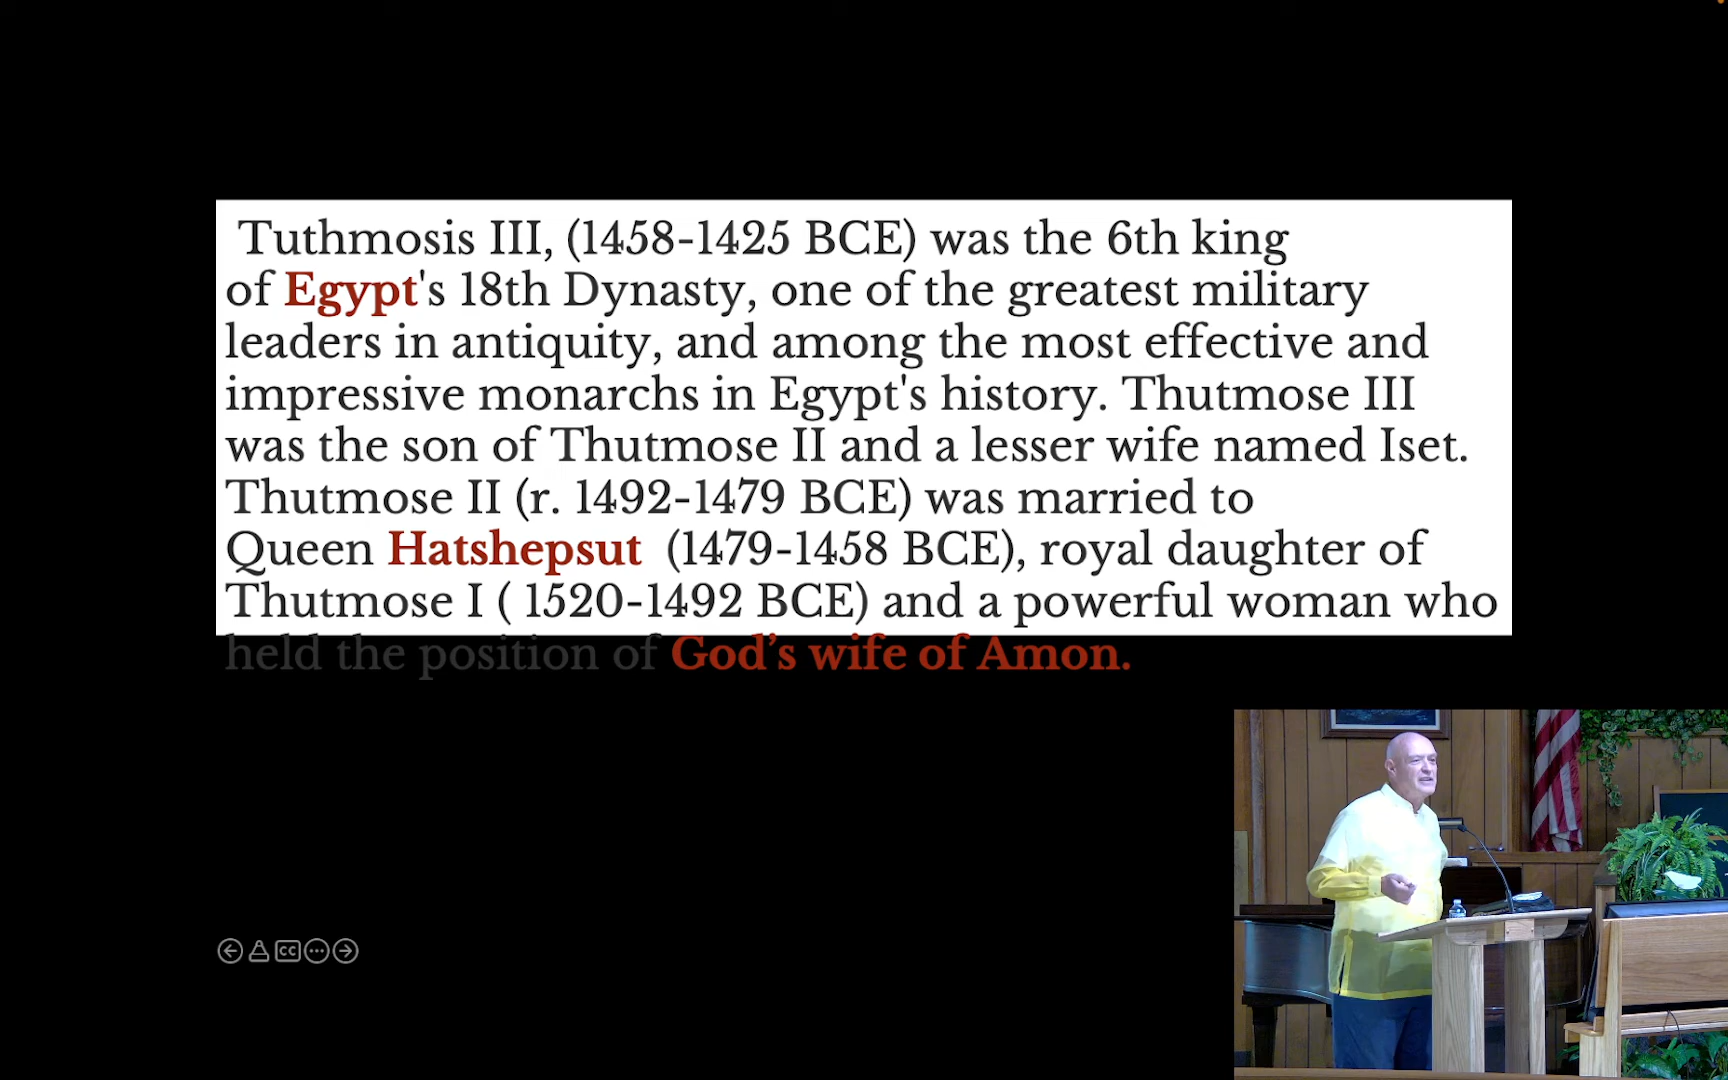 Tuthmosis III, (1458-1425 BCE) was the 6th king
of Egypt's 18th Dynasty, one of the greatest military
leaders in antiquity, and among the most effective and
impressive monarchs in Egypt's history. Thutmose III
was the son of Thutmose II and a lesser wife named Iset.
Thutmose II (r. 1492-1479 BCE) was married to
Queen Hatshepsut (1479-1458 BCE), royal daughter of
Thutmose I ( 1520-1492 BCE) and a powerful woman who
held the position of God’s wife of Amon.
CC